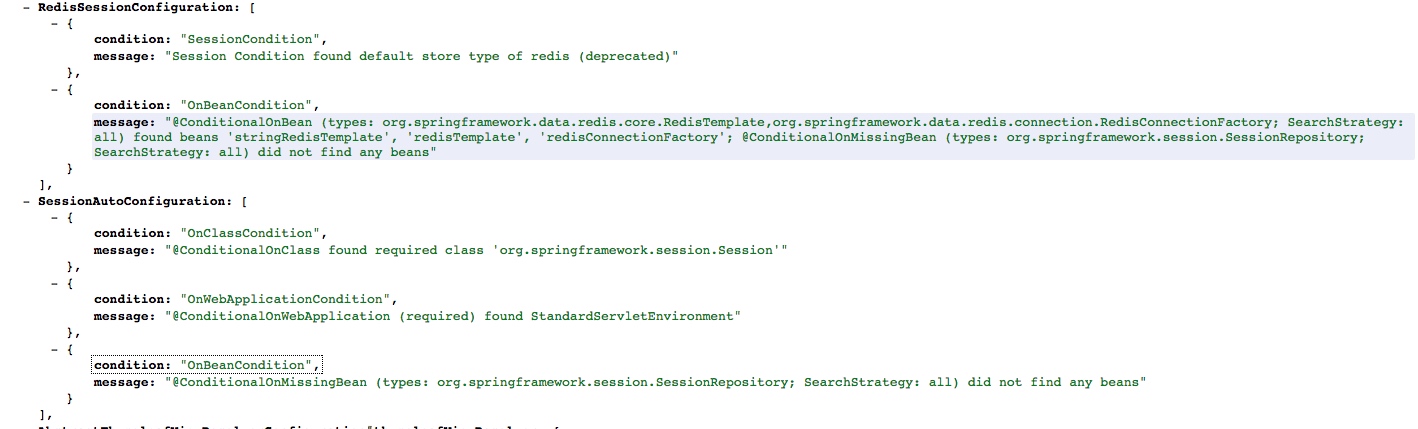 - RedisSessionConfiguration: [
- {
condition: "SessionCondition",
message: "Session Condition found default store type of redis (deprecated)"
},
- {
condition: "OnBeanCondition",
message: "@ConditionalOnBean (types: org.springframework.data.redis.core.RedisTemplate,org.springframework.data.redis.connection.RedisConnectionFactory; SearchStrategy:
all) found beans 'stringRedisTemplate', 'redisTemplate', 'redisConnectionFactory'; @ConditionalOnMissingBean (types: org.springframework.session.SessionRepository;
SearchStrategy: all) did not find any beans"
}
],
- SessionAutoConfiguration: [
- {
condition: "OnClassCondition",
message: "@ConditionalOnClass found required class 'org.springframework.session.Session'"
},
- {
condition: "OnWebApplicationCondition",
message: "@ConditionalOnWebApplication (required) found StandardServletEnvironment"
},
- {
condition: "OnBeanCondition",
message: "@ConditionalOnMissingBean (types: org.springframework.session.SessionRepository; SearchStrategy: all) did not find any beans"
}
],